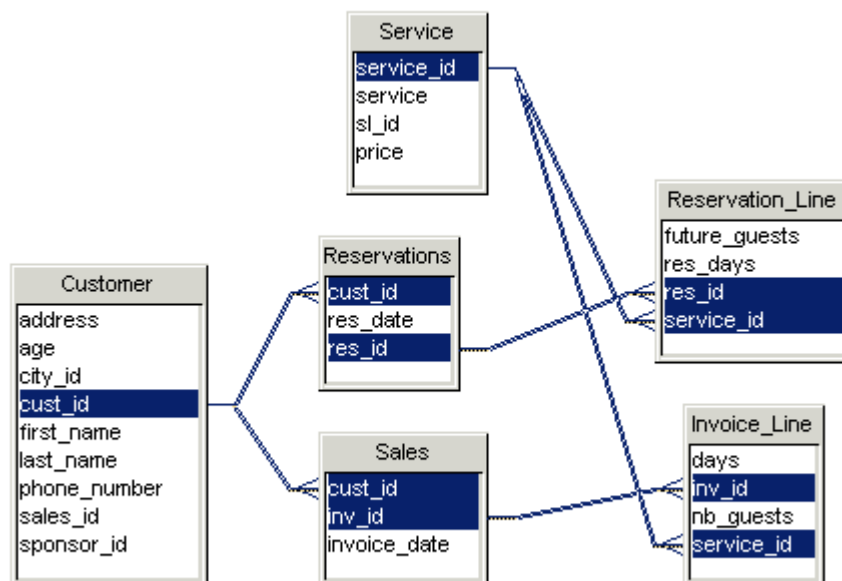 Service
service_id
service
sl_id
price
Reservation_Line
future_guests
res_days
res_id
service_id
Reservations
cust_id
res_date
res_id
Customer
address
age
city_id
cust_id
first_name
last_name
phone_number
sales_id
sponsor_id
Sales
cust_id
inv_id
invoice_date
Invoice_Line
days
inv_id
nb_guests
service_id